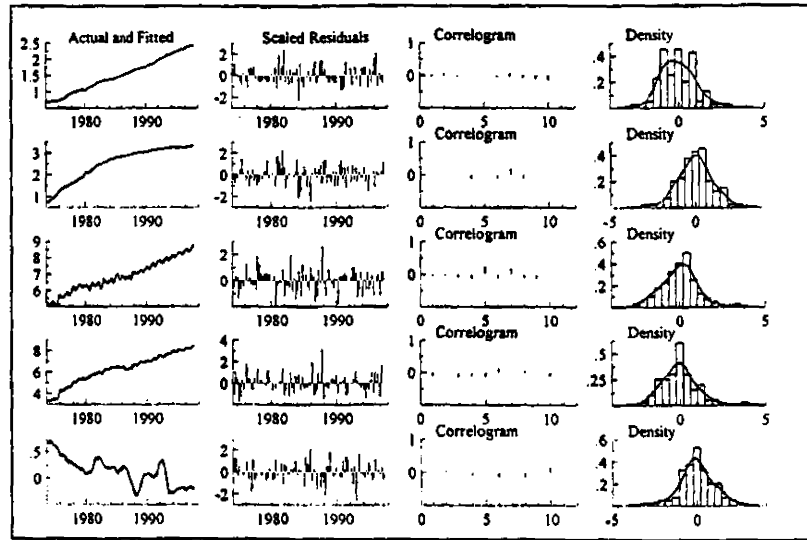 Actual and Fitted Scaled Residuals Correlogram Density
2.5 2 1 .4
1.5 0 0 .2
1 -2
1980 1990 1980 1990 0 5 10 0 5
Correlogram Density
3 2 1 .4
2 0 0 .2
1 -2
1980 1990 1980 1990 0 5 10 -5 0
Correlogram Density
9 2 1 .6
8 .4
7 0 0 .2
6
1980 1990 1980 1990 0 5 10 0 5
Correlogram Density
8 4 1 .5
6 2 0 .25
4 0
1980 1990 1980 1990 0 5 10 0 5
Correlogram Density
.5 2 1 .6
0 0 0 .4
-2 .2
1980 1990 1980 1990 0 5 10 -5 0 5